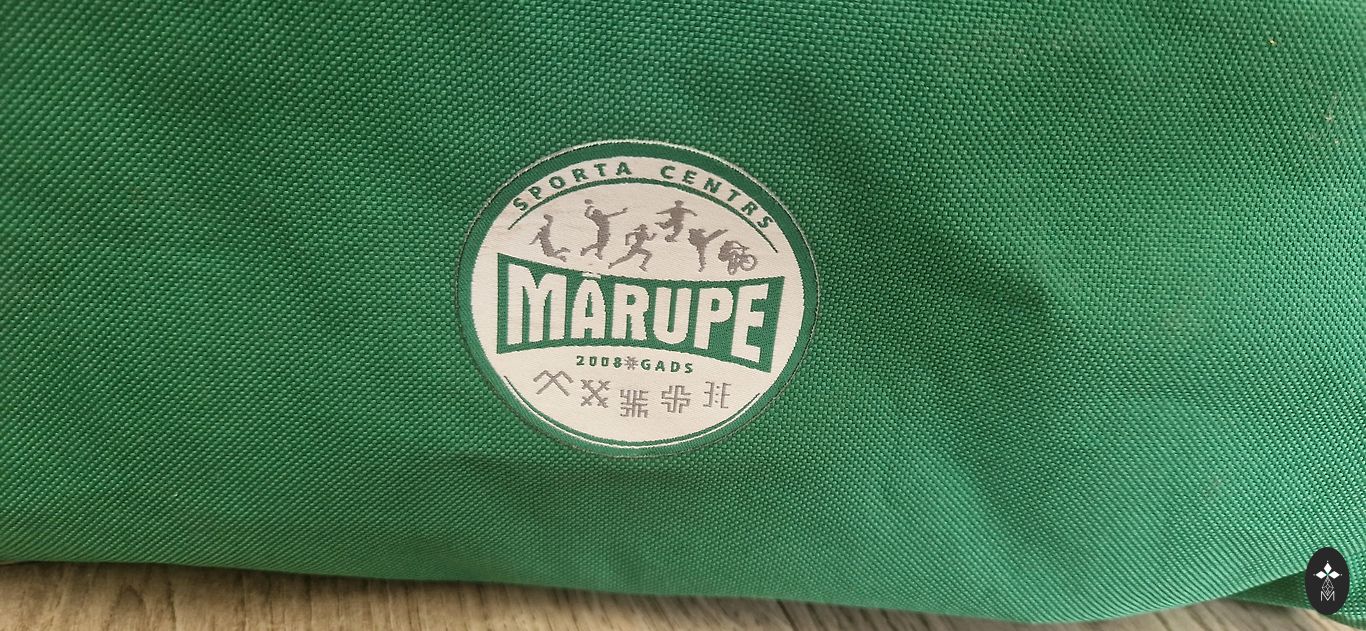 SPORTA CENTRS
MĀRUPE
2008 GADS
M